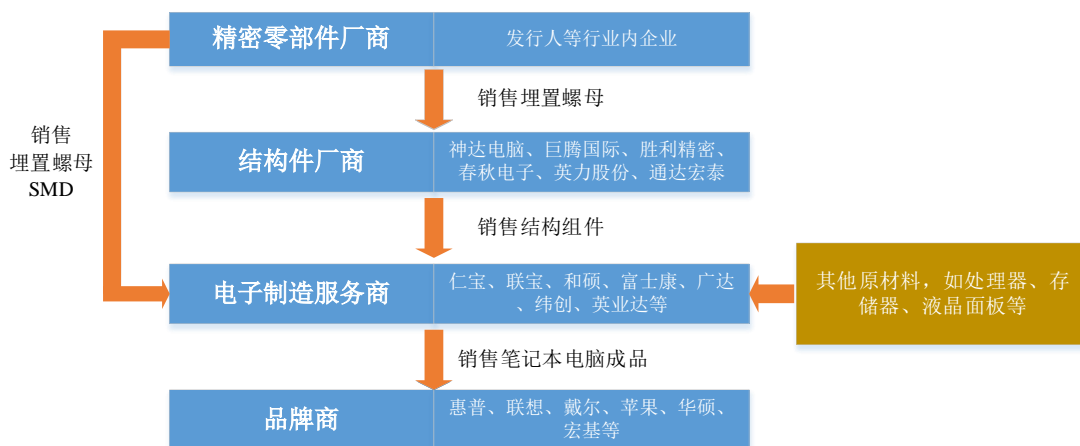 精密零部件厂商
发行人等行业内企业
销售埋置螺母
销售
埋置螺母
SMD
结构件厂商
神达电脑、巨腾国际、胜利精密、
春秋电子、英力股份、通达宏泰
销售结构组件
电子制造服务商
仁宝、联宝、和硕、富士康、广达
、纬创、英业达等
其他原材料，如处理器、存
储器、液晶面板等
销售笔记本电脑成品
品牌商
惠普、联想、戴尔、苹果、华硕、
宏基等